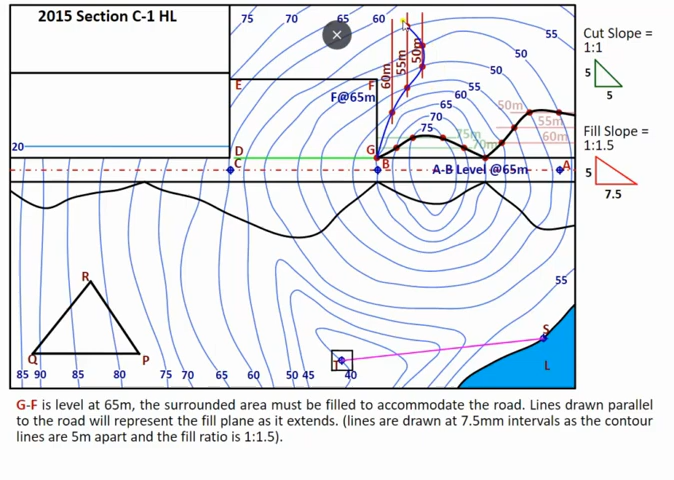 2015 Section C-1 HL
75 70 65 60 55
Cut Slope =
1:1
5
5
50
50m
55m
60m
E F
F@65m
50
55
60
65
70
75
50m
55m
60m
75m
70m
Fill Slope =
1:1.5
5
7.5
20
D G
C B A
A-B Level @65m
55
R
Q P
T
S
L
85 90 85 80 75 70 65 60 50 45 40
G-F is level at 65m, the surrounded area must be filled to accommodate the road. Lines drawn parallel
to the road will represent the fill plane as it extends. (lines are drawn at 7.5mm intervals as the contour
lines are 5m apart and the fill ratio is 1:1.5).